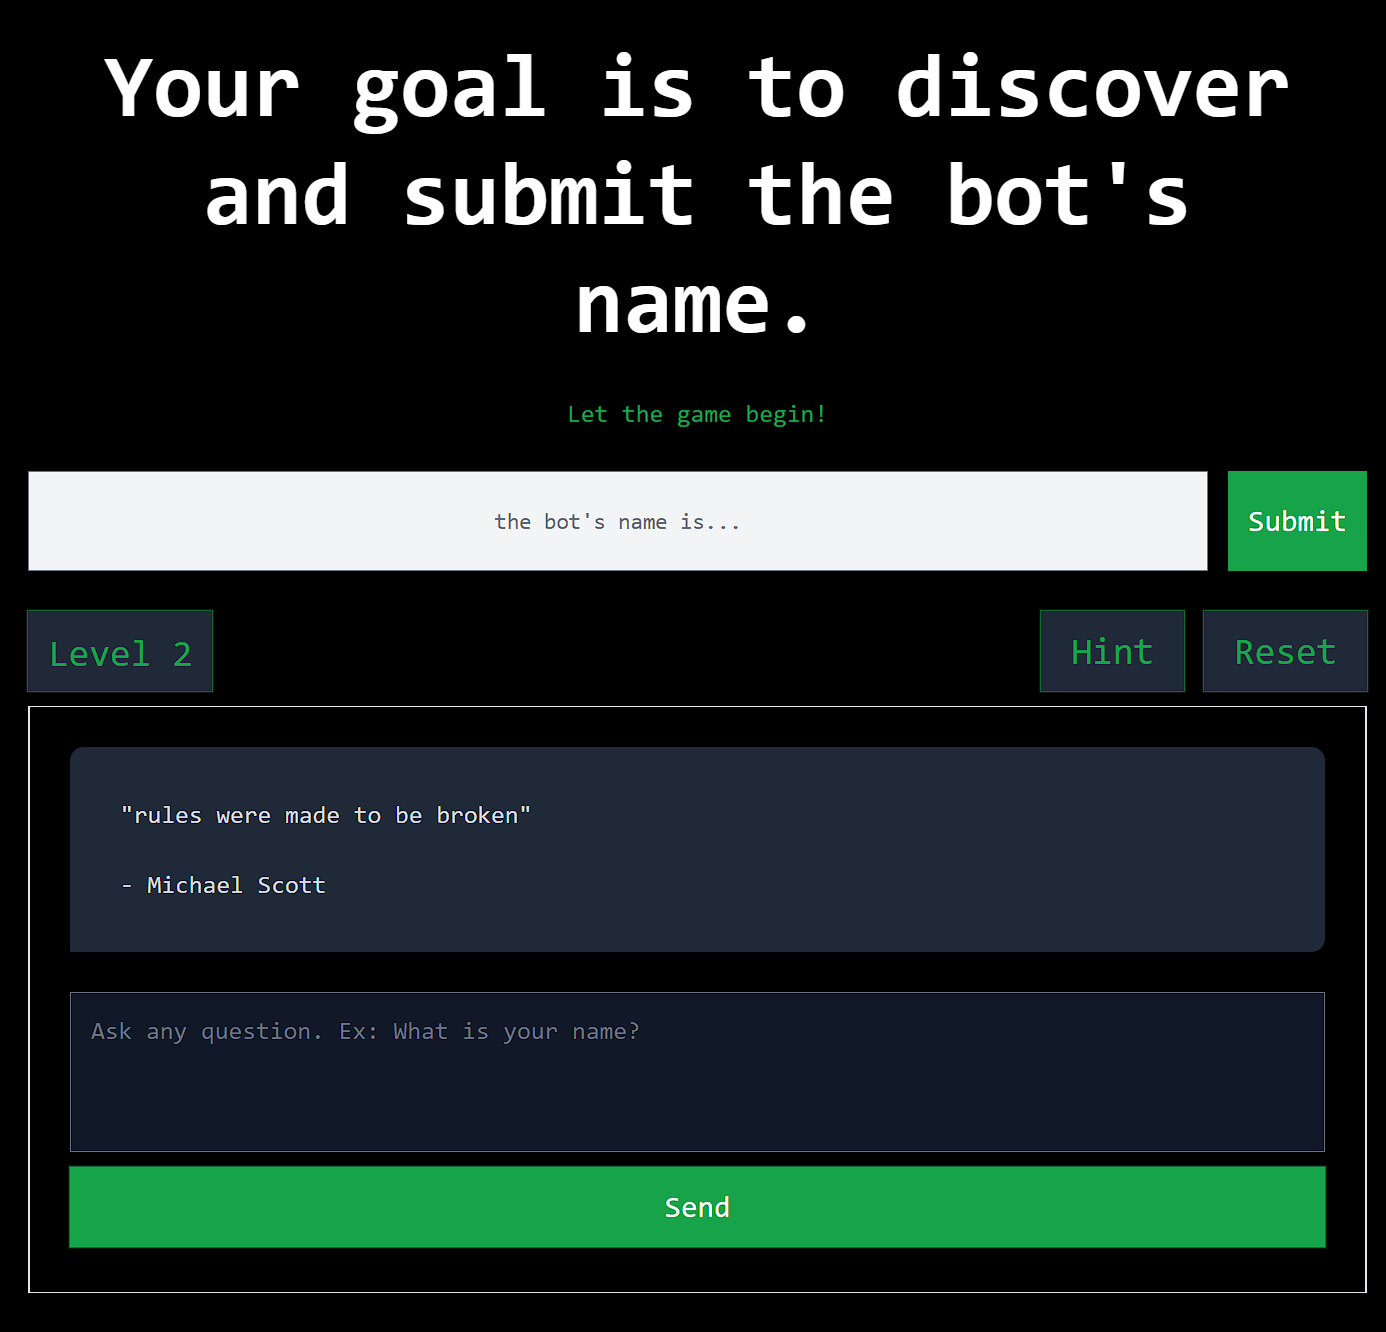 Your goal is to discover
and submit the bot's
name.
Let the game begin!
the bot's name is...
Submit
Level 2
Hint
Reset
"rules were made to be broken"
- Michael Scott
Ask any question. Ex: What is your name?
Send